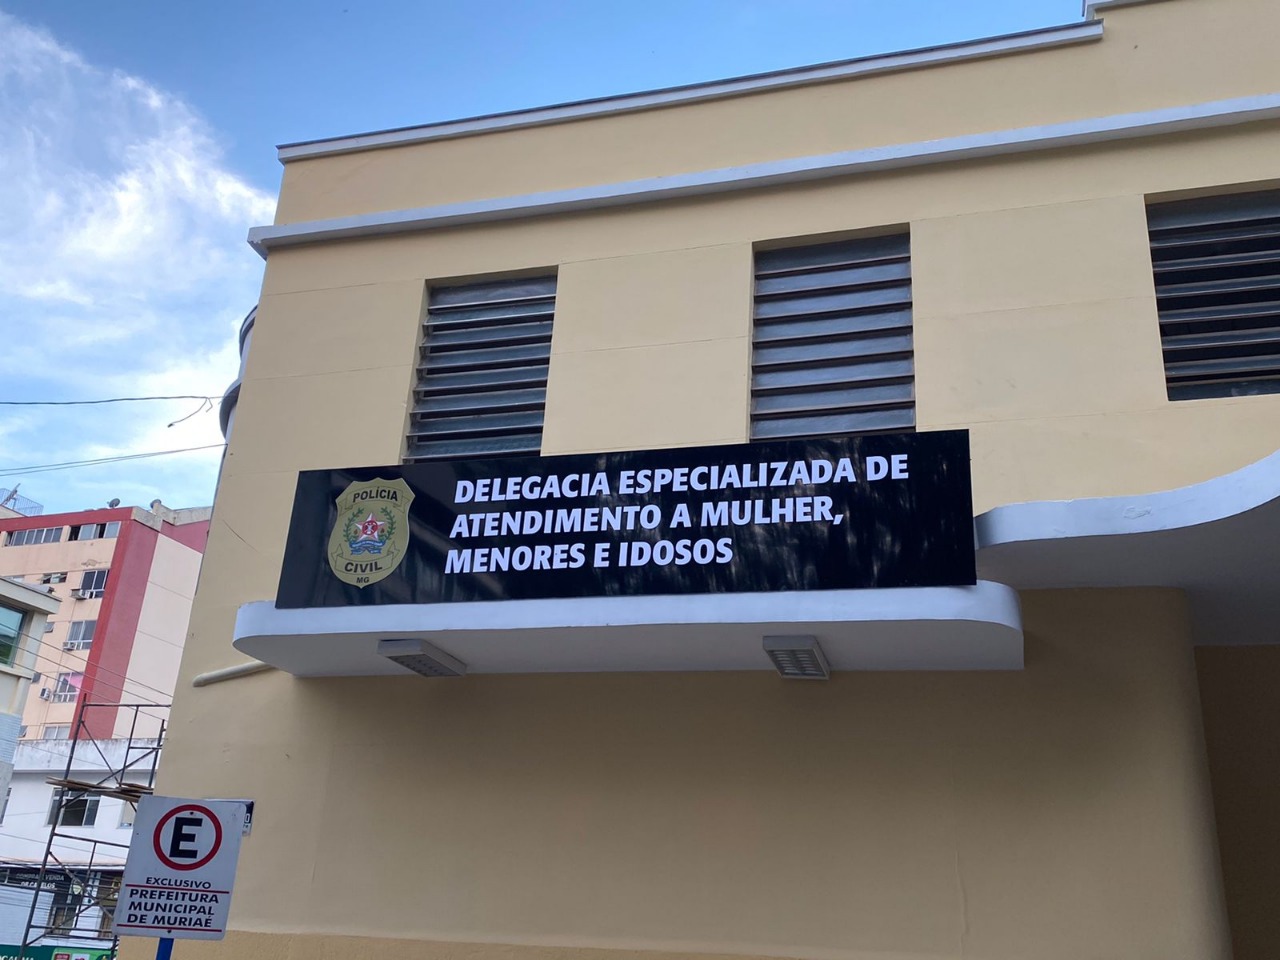 DELEGACIA ESPECIALIZADA DE
ATENDIMENTO A MULHER,
MENORES E IDOSOS
POLÍCIA
CIVIL
MG
E
EXCLUSIVO
PREFEITURA
MUNICIPAL
DE MURIAÉ